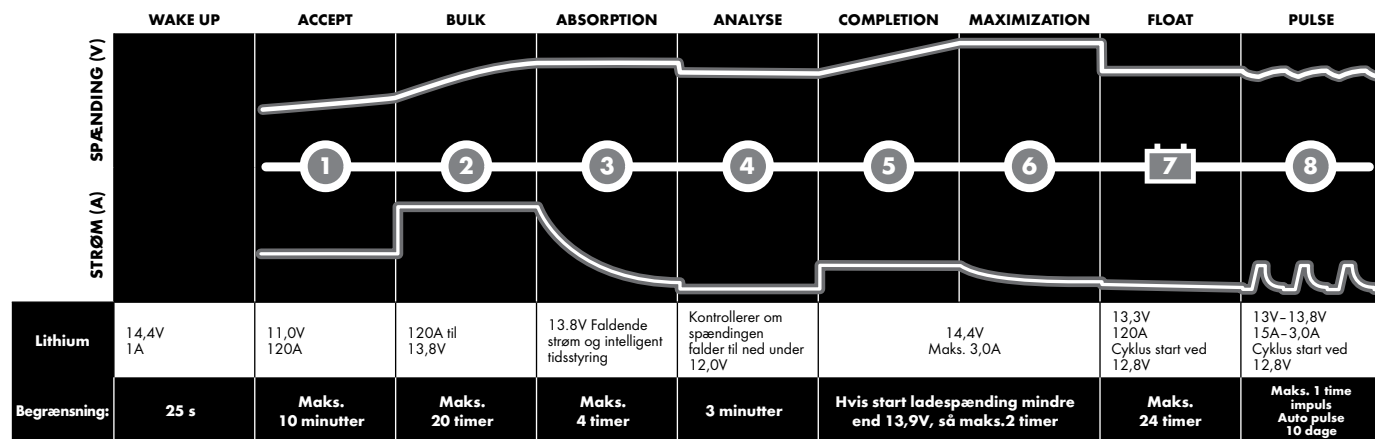 WAKE UP
ACCEPT
BULK
ABSORPTION
ANALYSE
COMPLETION
MAXIMIZATION
FLOAT
PULSE
SPÆNDING (V)
STRØM (A)
1
2
3
4
5
6
7
8
Lithium
14,4V
1A
11,0V
120A
120A til
13,8V
13.8V Faldende
strøm og intelligent
tidsstyring
Kontrollerer om
spændingen
falder til ned under
12,0V
14,4V
Maks. 3,0A
13,3V
120A
Cyklus start ved
12,8V
13V–13,8V
15A–3,0A
Cyklus start ved
12,8V
Begrænsning:
25 s
Maks.
10 minutter
Maks.
20 timer
Maks.
4 timer
3 minutter
Hvis start ladespænding mindre
end 13,9V, så maks.2 timer
Maks.
24 timer
Maks. 1 time
impuls
Auto pulse
10 dage